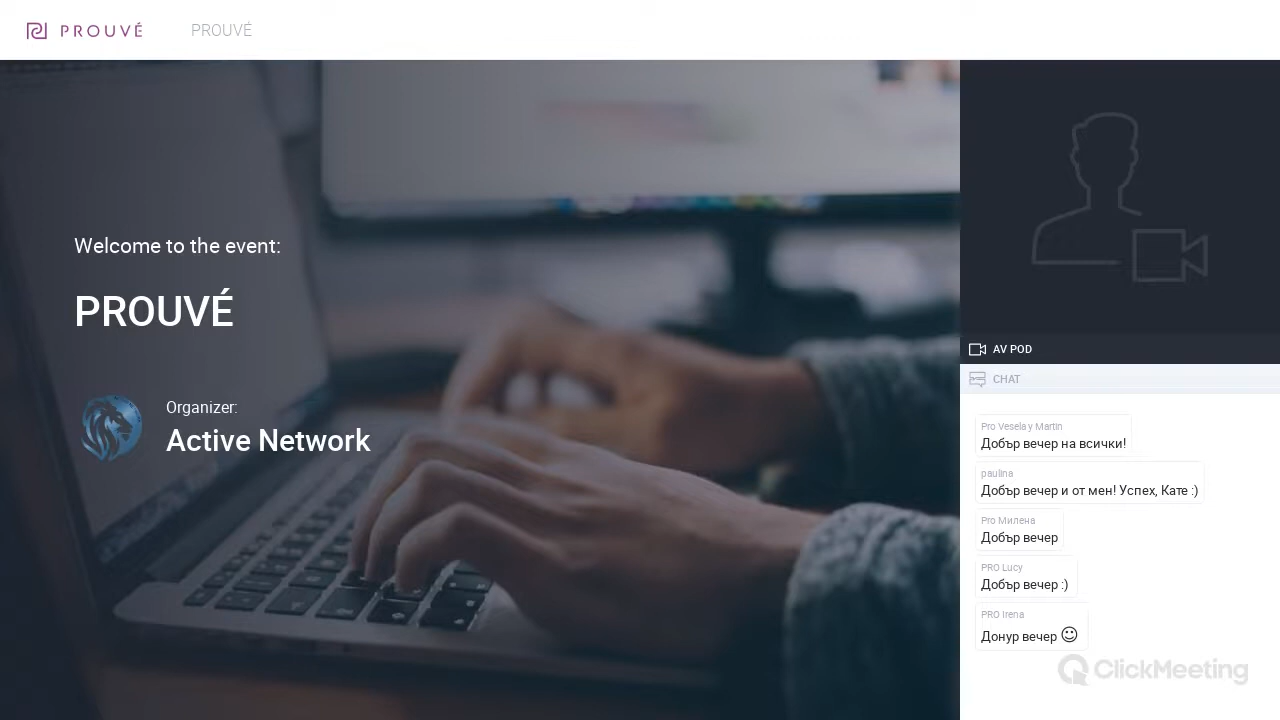 PROUVÉ
PROUVÉ
Welcome to the event:
PROUVÉ
Organizer:
Active Network
AV POD
CHAT
Pro Vesela y Martin
Добър вечер на всички!
paulina
Добър вечер и от мен! Успех, Кате :)
Pro Милена
Добър вечер
PRO Lucy
Добър вечер :)
PRO Irena
Донур вечер ☺
ClickMeeting